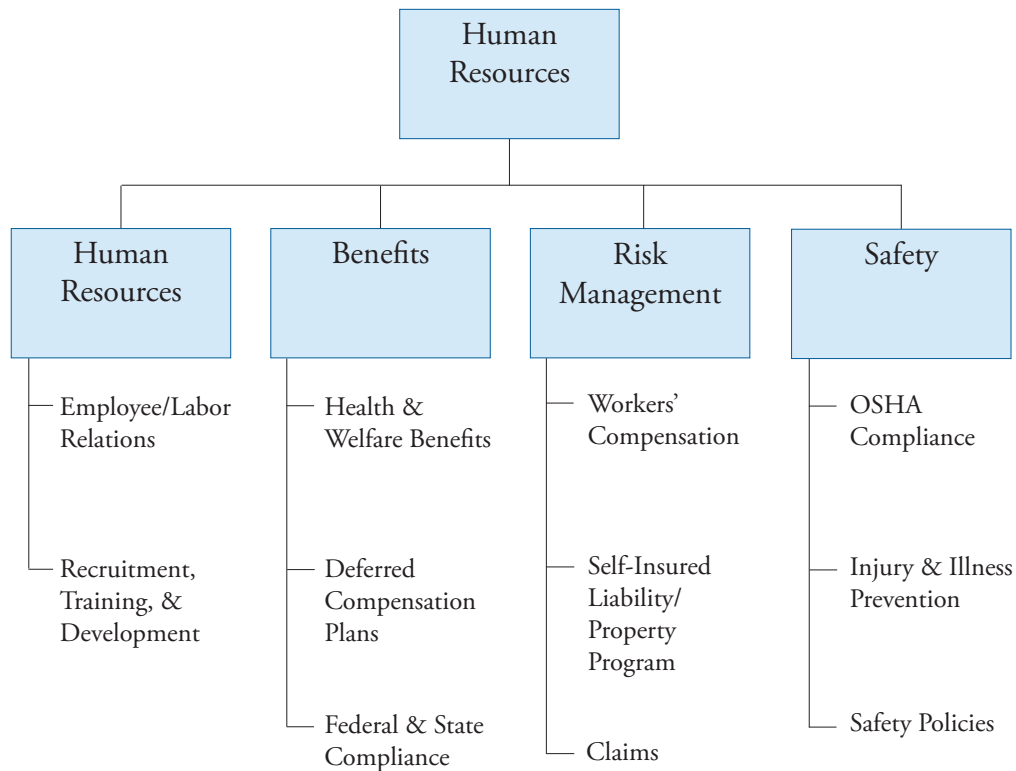 Human
Resources
Human
Resources
Employee/Labor
Relations
Recruitment,
Training, &
Development
Benefits
Health &
Welfare Benefits
Deferred
Compensation
Plans
Federal & State
Compliance
Risk
Management
Workers’
Compensation
Self-Insured
Liability/
Property
Program
Claims
Safety
OSHA
Compliance
Injury & Illness
Prevention
Safety Policies